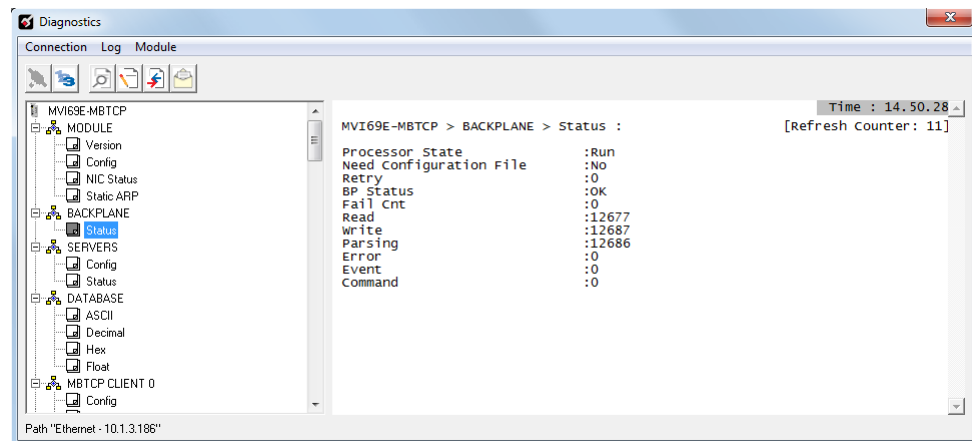 Diagnostics
x
Connection Log Module
MVI69E-MBTCP
MODULE
Version
Config
NIC Status
Static ARP
BACKPLANE
Status
SERVERS
Config
Status
DATABASE
ASCII
Decimal
Hex
Float
MBTCP CLIENT 0
Config
Time : 14.50.28
MVI69E-MBTCP > BACKPLANE > Status : [Refresh Counter: 11]
Processor State :Run
Need Configuration File :No
Retry :0
BP Status :OK
Fail Cnt :0
Read :12677
Write :12687
Parsing :12686
Error :0
Event :0
Command :0
Path "Ethernet - 10.1.3.186"